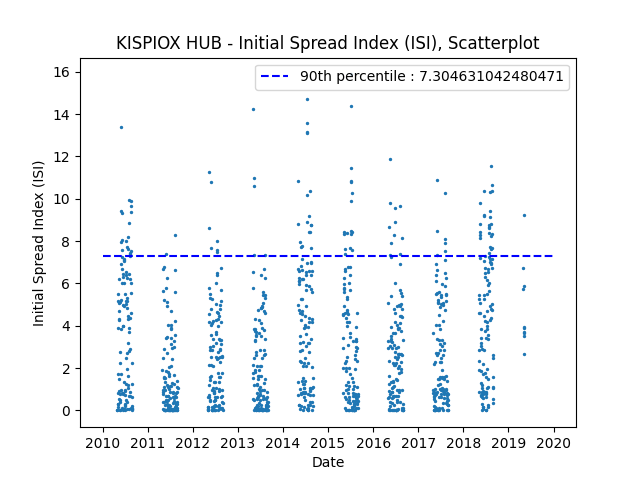 KISPIOX HUB - Initial Spread Index (ISI), Scatterplot
90th percentile : 7.304631042480471
16
14
12
10
8
6
4
2
0
Initial Spread Index (ISI)
2010 2011 2012 2013 2014 2015 2016 2017 2018 2019 2020
Date